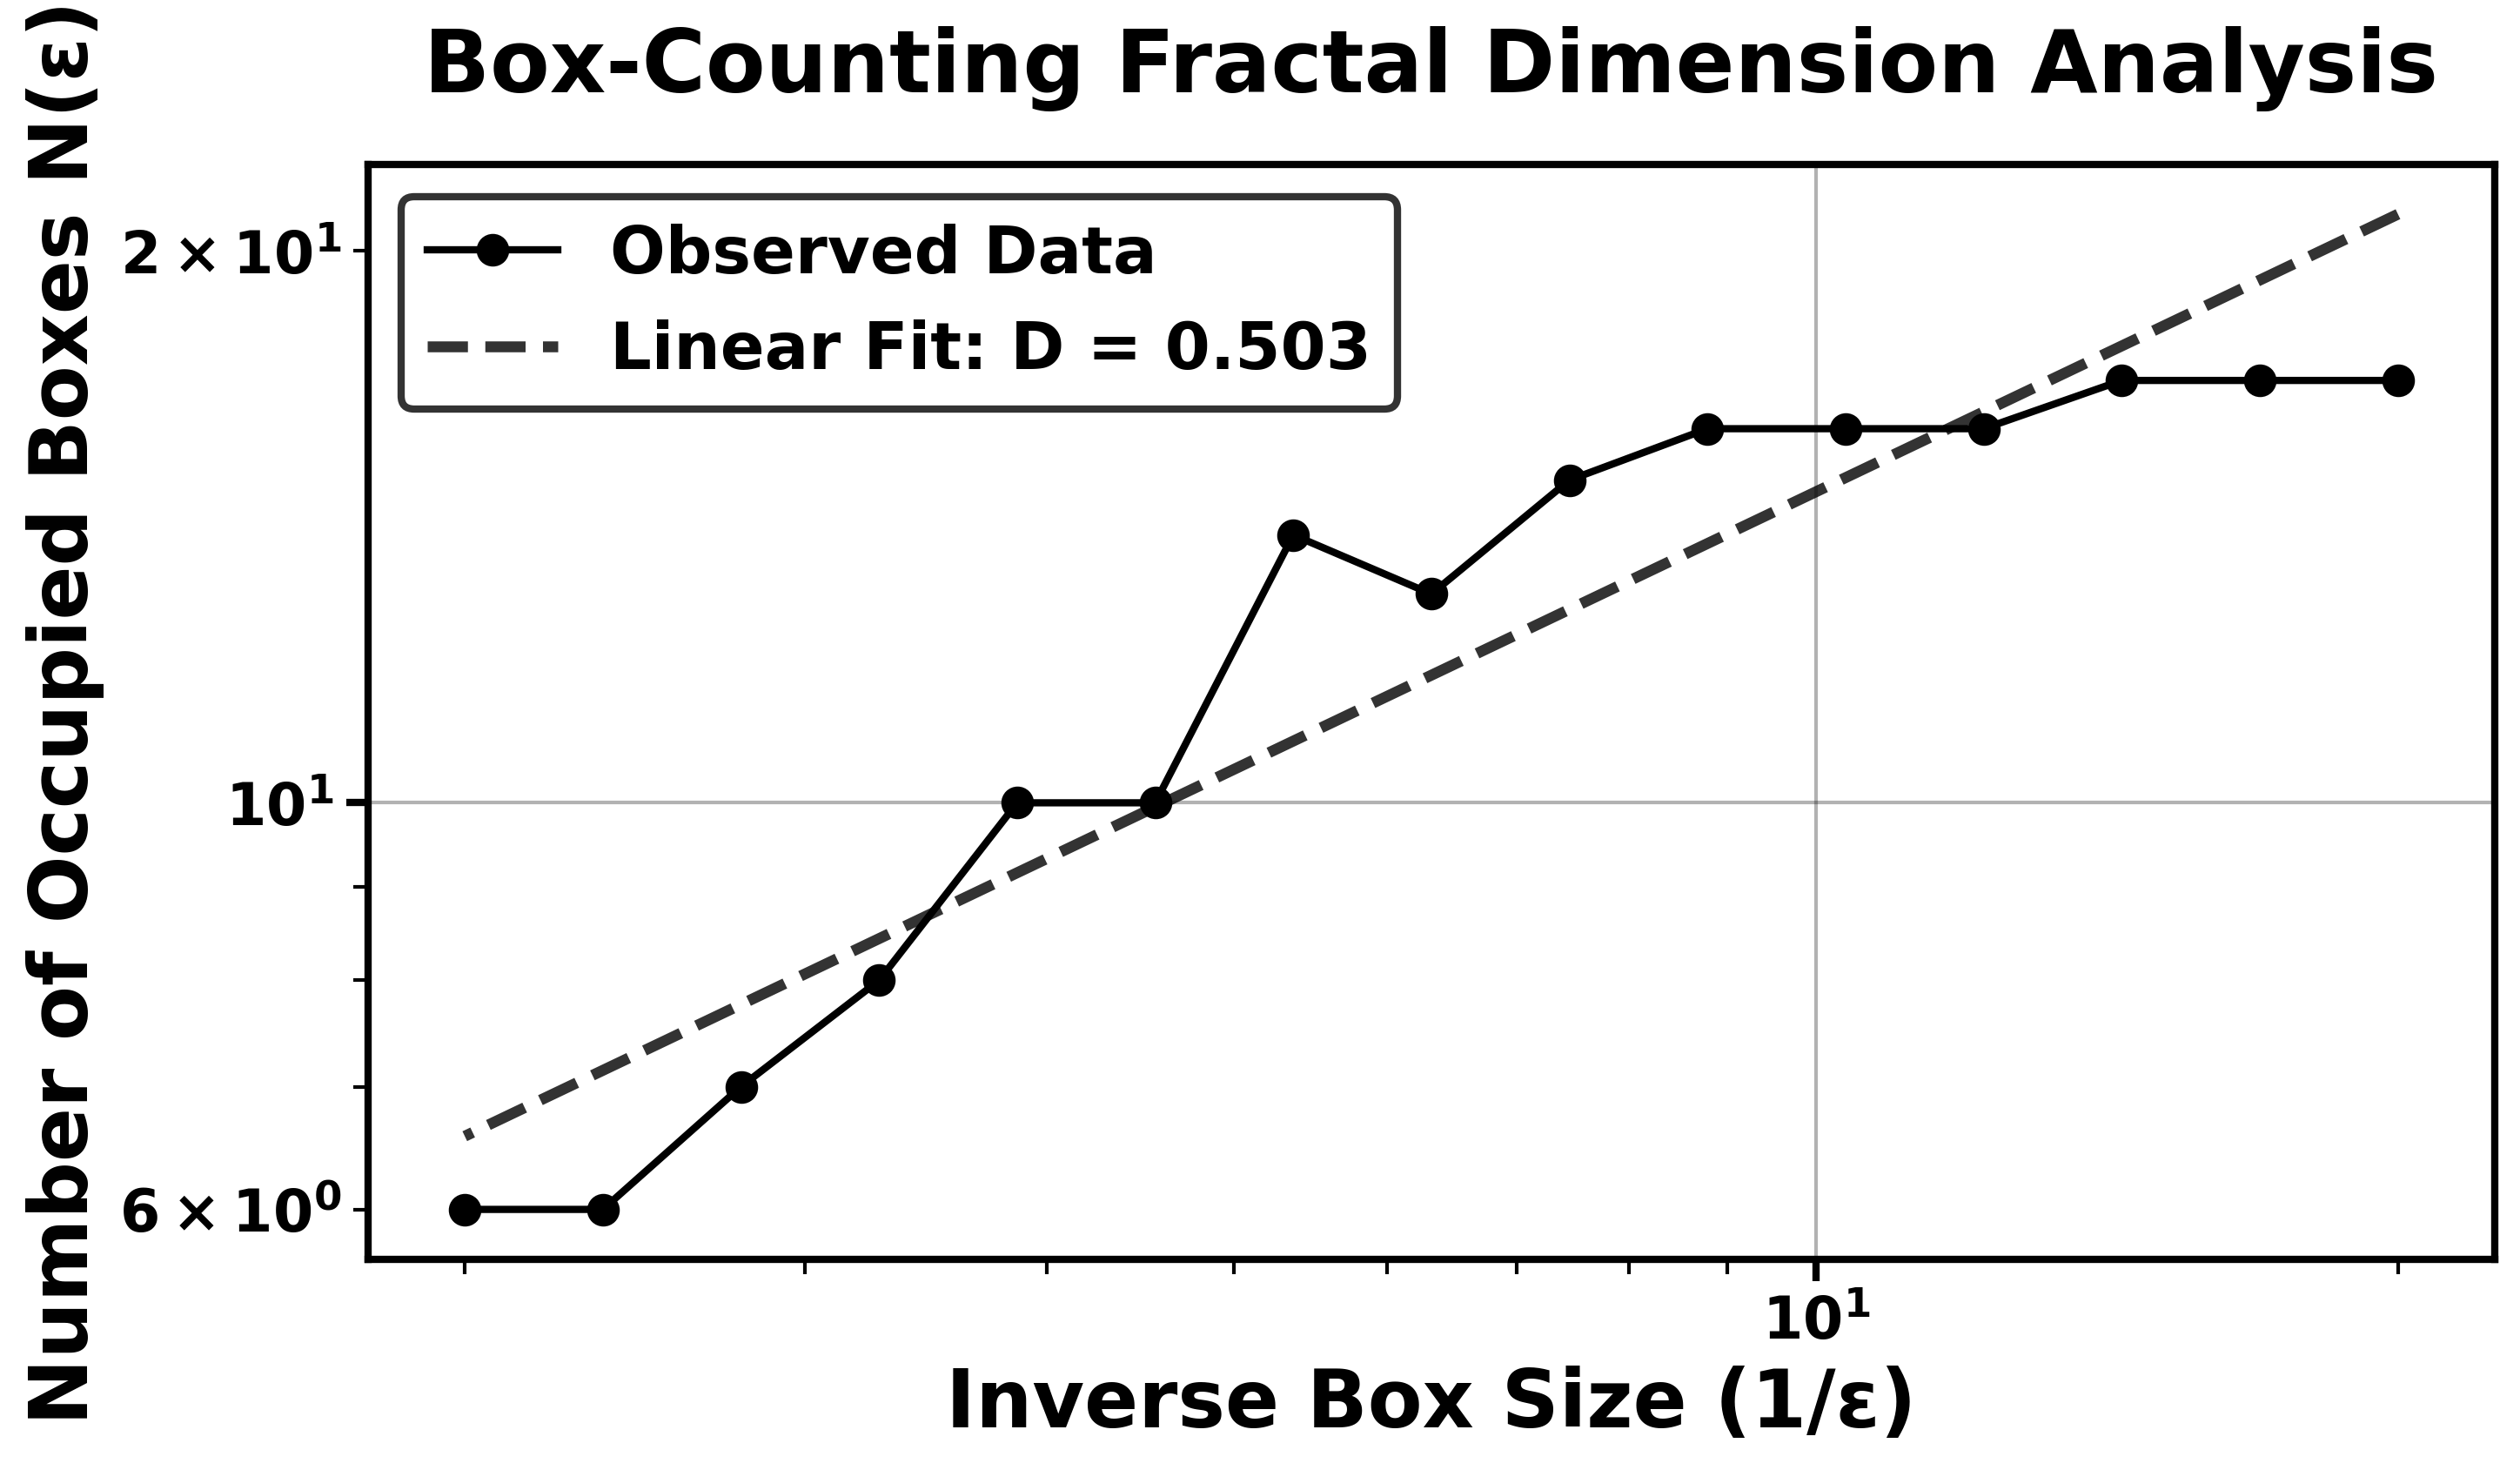 Box-Counting Fractal Dimension Analysis
Number of Occupied Boxes N(ε)
2 × 10¹
10¹
6 × 10⁰
Observed Data
Linear Fit: D = 0.503
10¹
Inverse Box Size (1/ε)